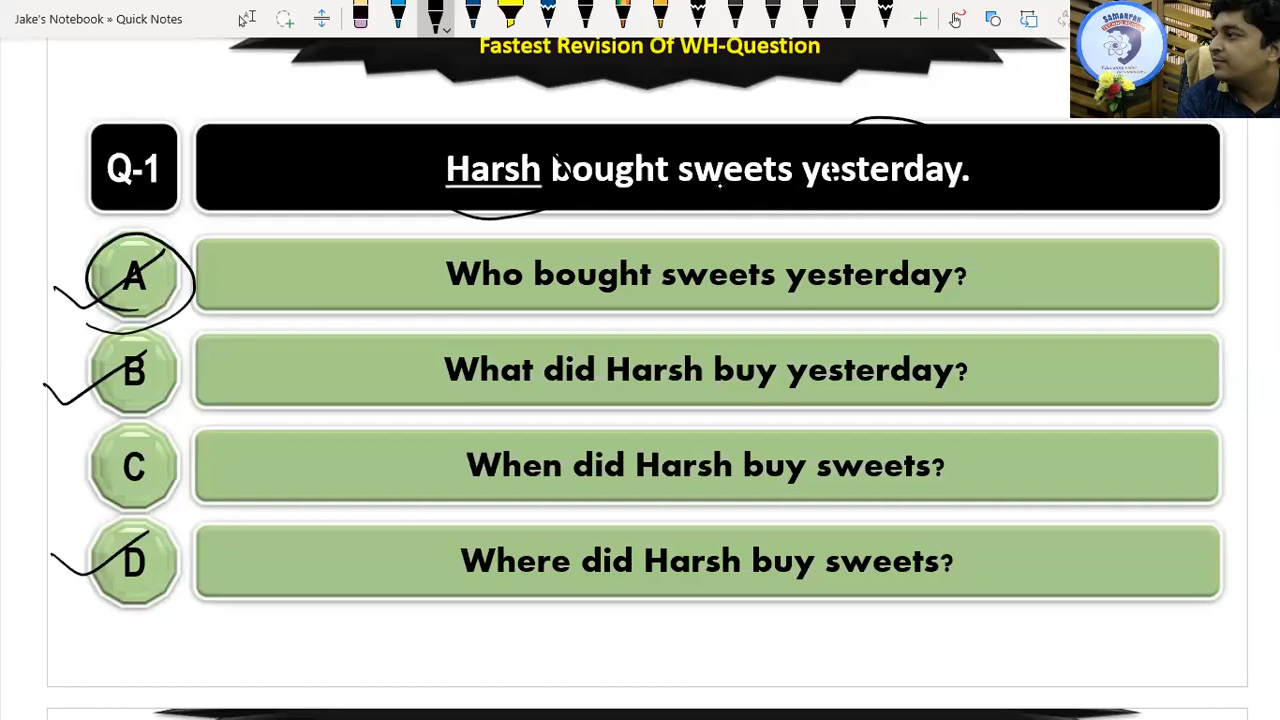 Jake's Notebook » Quick Notes
SAMARPAN
Fastest Revision Of WH-Question
Q-1
Harsh bought sweets yesterday.
A
Who bought sweets yesterday?
B
What did Harsh buy yesterday?
C
When did Harsh buy sweets?
D
Where did Harsh buy sweets?